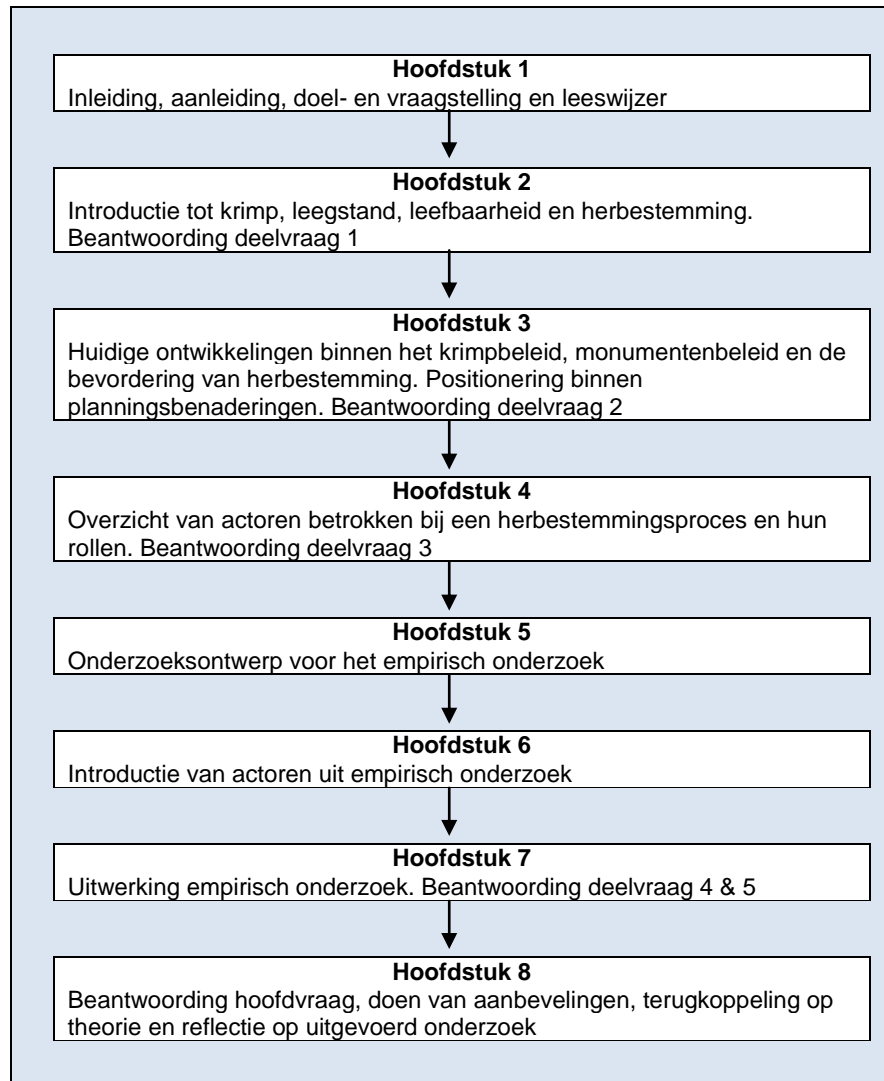 Hoofdstuk 1
Inleiding, aanleiding, doel- en vraagstelling en leeswijzer
Hoofdstuk 2
Introductie tot krimp, leegstand, leefbaarheid en herbestemming.
Beantwoording deelvraag 1
Hoofdstuk 3
Huidige ontwikkelingen binnen het krimpbeleid, monumentenbeleid en de
bevordering van herbestemming. Positionering binnen
planningsbenaderingen. Beantwoording deelvraag 2
Hoofdstuk 4
Overzicht van actoren betrokken bij een herbestemmingsproces en hun
rollen. Beantwoording deelvraag 3
Hoofdstuk 5
Onderzoeksontwerp voor het empirisch onderzoek
Hoofdstuk 6
Introductie van actoren uit empirisch onderzoek
Hoofdstuk 7
Uitwerking empirisch onderzoek. Beantwoording deelvraag 4 & 5
Hoofdstuk 8
Beantwoording hoofdvraag, doen van aanbevelingen, terugkoppeling op
theorie en reflectie op uitgevoerd onderzoek